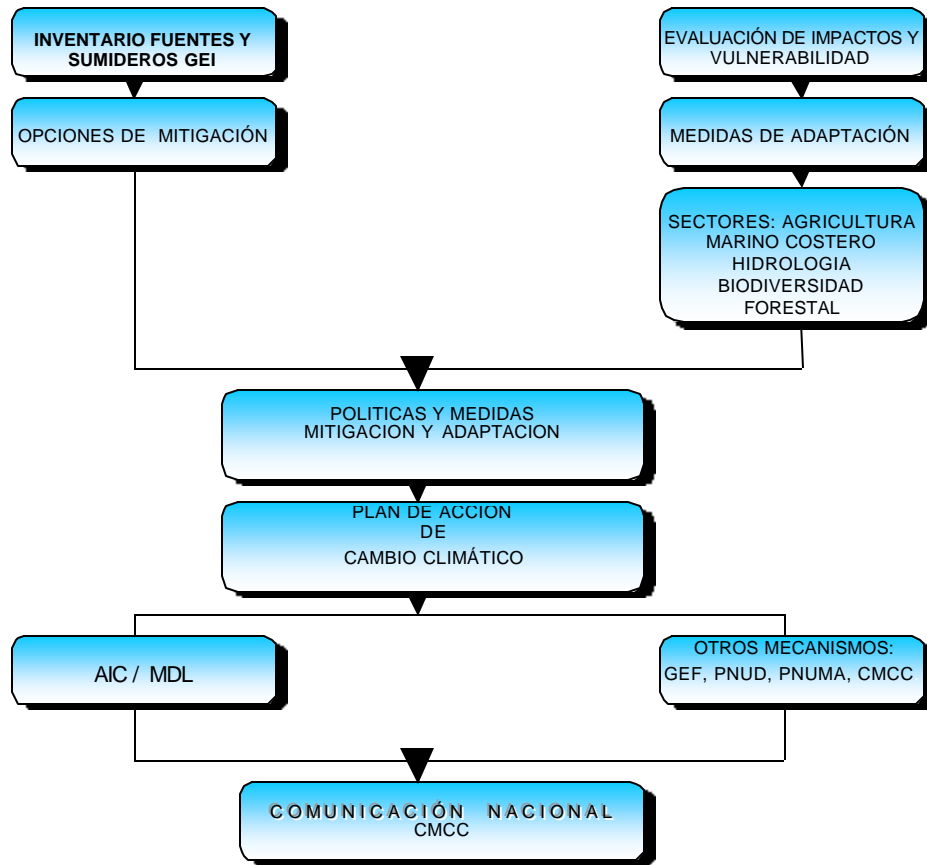 INVENTARIO FUENTES Y
SUMIDEROS GEI
EVALUACIÓN DE IMPACTOS Y
VULNERABILIDAD
OPCIONES DE MITIGACIÓN
MEDIDAS DE ADAPTACIÓN
SECTORES: AGRICULTURA
MARINO COSTERO
HIDROLOGIA
BIODIVERSIDAD
FORESTAL
POLITICAS Y MEDIDAS
MITIGACION Y ADAPTACION
PLAN DE ACCION
DE
CAMBIO CLIMÁTICO
AIC / MDL
OTROS MECANISMOS:
GEF, PNUD, PNUMA, CMCC
COMUNICACIÓN NACIONAL
CMCC